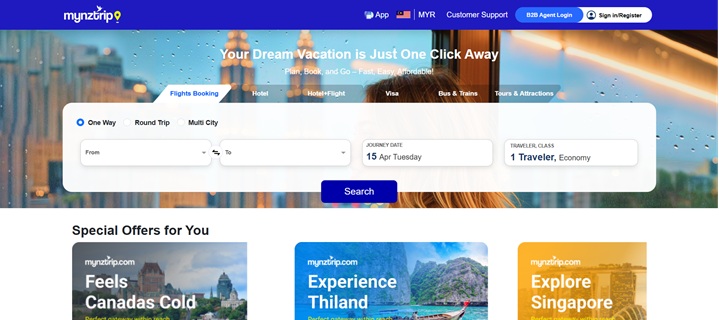 mynztrip
App
MYR
Customer Support
B2B Agent Login
Sign in/Register
Your Dream Vacation is Just One Click Away
Plan, Book, and Go – Fast, Easy, Affordable!
Flights Booking
Hotel
Hotel+Flight
Visa
Bus & Trains
Tours & Attractions
One Way
Round Trip
Multi City
From
To
JOURNEY DATE
15 Apr Tuesday
TRAVELER, CLASS
1 Traveler, Economy
Search
Special Offers for You
mynztrip.com
Feels
Canadas Cold
Perfect gateway within reach
mynztrip.com
Experience
Thiland
Perfect gateway within reach
mynztrip.com
Explore
Singapore
Perfect gateway within reach